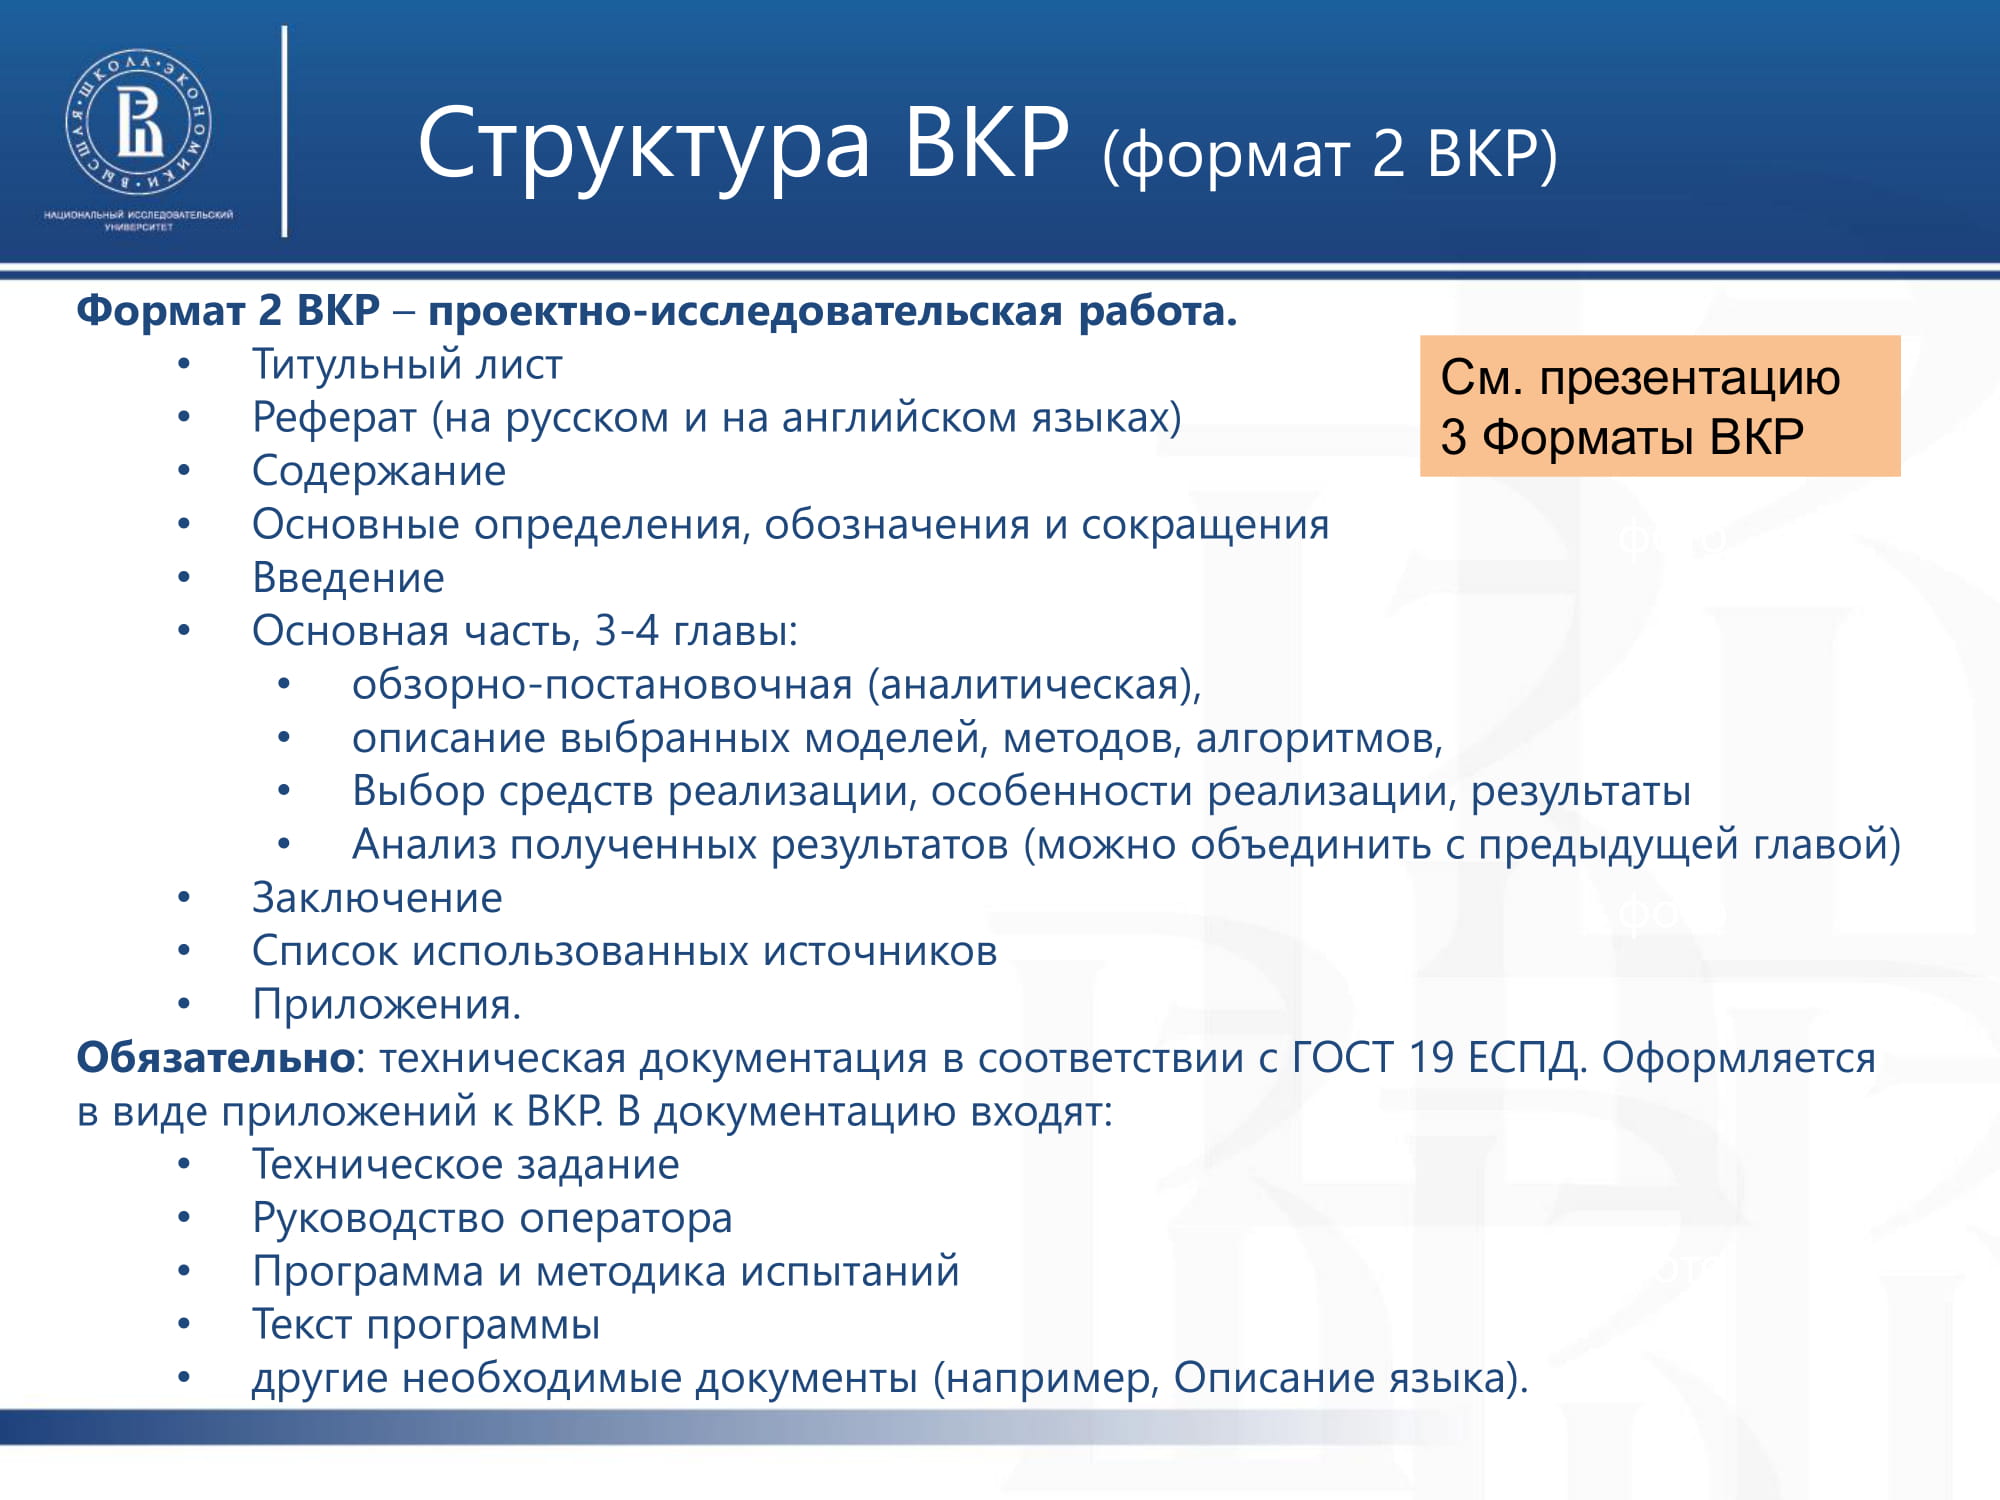 ВЫСШАЯ ШКОЛА ЭКОНОМИКИ
НАЦИОНАЛЬНЫЙ ИССЛЕДОВАТЕЛЬСКИЙ
УНИВЕРСИТЕТ
Структура ВКР (формат 2 ВКР)
Формат 2 ВКР – проектно-исследовательская работа.
• Титульный лист
• Реферат (на русском и на английском языках)
• Содержание
• Основные определения, обозначения и сокращения
• Введение
• Основная часть, 3-4 главы:
• обзорно-постановочная (аналитическая),
• описание выбранных моделей, методов, алгоритмов,
• Выбор средств реализации, особенности реализации, результаты
• Анализ полученных результатов (можно объединить с предыдущей главой)
• Заключение
• Список использованных источников
• Приложения.
Обязательно: техническая документация в соответствии с ГОСТ 19 ЕСПД. Оформляется
в виде приложений к ВКР. В документацию входят:
• Техническое задание
• Руководство оператора
• Программа и методика испытаний
• Текст программы
• другие необходимые документы (например, Описание языка).
См. презентацию
3 Форматы ВКР
фото
фото